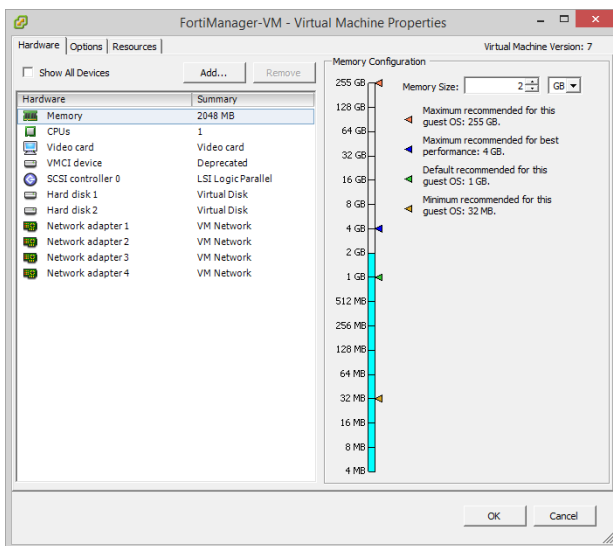 FortiManager-VM - Virtual Machine Properties
Hardware Options Resources
Virtual Machine Version: 7
Show All Devices Add... Remove
Hardware Summary
Memory 2048 MB
CPUs 1
Video card Video card
VMCI device Deprecated
SCSI controller 0 LSI Logic Parallel
Hard disk 1 Virtual Disk
Hard disk 2 Virtual Disk
Network adapter 1 VM Network
Network adapter 2 VM Network
Network adapter 3 VM Network
Network adapter 4 VM Network
Memory Configuration
255 GB
128 GB
64 GB
32 GB
16 GB
8 GB
4 GB
2 GB
1 GB
512 MB
256 MB
128 MB
64 MB
32 MB
16 MB
8 MB
4 MB
Memory Size: 2 GB
Maximum recommended for this
guest OS: 255 GB.
Maximum recommended for best
performance: 4 GB.
Default recommended for this
guest OS: 1 GB.
Minimum recommended for this
guest OS: 32 MB.
OK Cancel